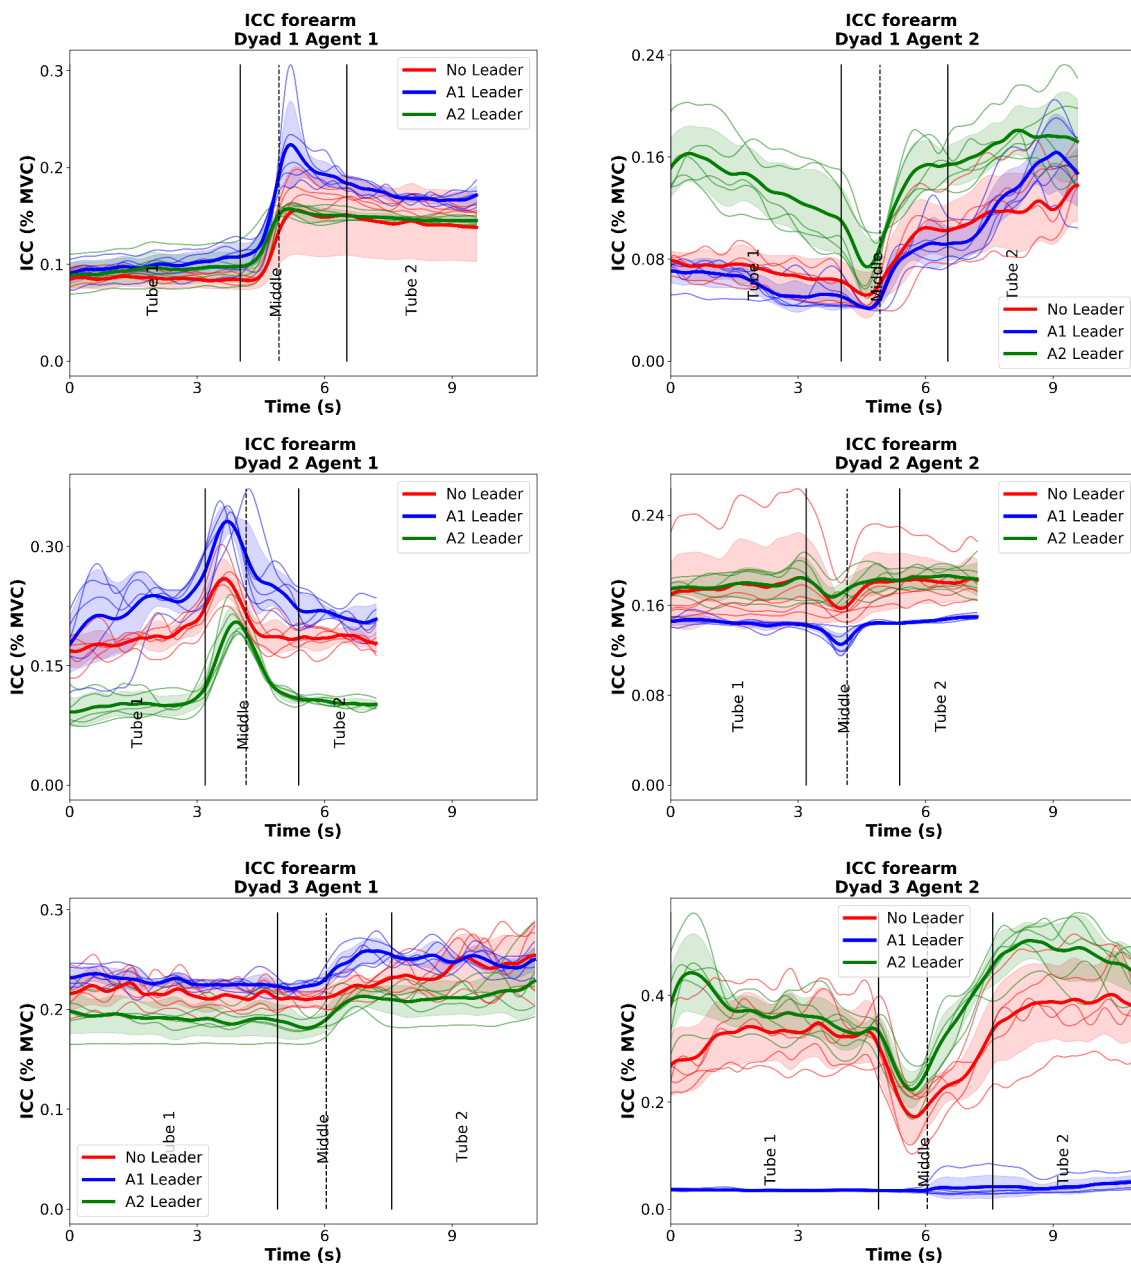 ICC forearm
Dyad 1 Agent 1
ICC (% MVC)
0.3
0.2
0.1
0.0
No Leader
A1 Leader
A2 Leader
Tube 1
Middle
Tube 2
0
3
6
9
Time (s)
ICC forearm
Dyad 1 Agent 2
ICC (% MVC)
0.24
0.16
0.08
0.00
Tube 1
Middle
Tube 2
No Leader
A1 Leader
A2 Leader
0
3
6
9
Time (s)
ICC forearm
Dyad 2 Agent 1
ICC (% MVC)
0.30
0.15
0.00
No Leader
A1 Leader
A2 Leader
Tube 1
Middle
Tube 2
0
3
6
9
Time (s)
ICC forearm
Dyad 2 Agent 2
ICC (% MVC)
0.24
0.16
0.08
0.00
No Leader
A1 Leader
A2 Leader
Tube 1
Middle
Tube 2
0
3
6
9
Time (s)
ICC forearm
Dyad 3 Agent 1
ICC (% MVC)
0.3
0.2
0.1
0.0
Tube 1
Middle
Tube 2
No Leader
A1 Leader
A2 Leader
0
3
6
9
Time (s)
ICC forearm
Dyad 3 Agent 2
ICC (% MVC)
0.4
0.2
0.0
No Leader
A1 Leader
A2 Leader
Tube 1
Middle
Tube 2
0
3
6
9
Time (s)